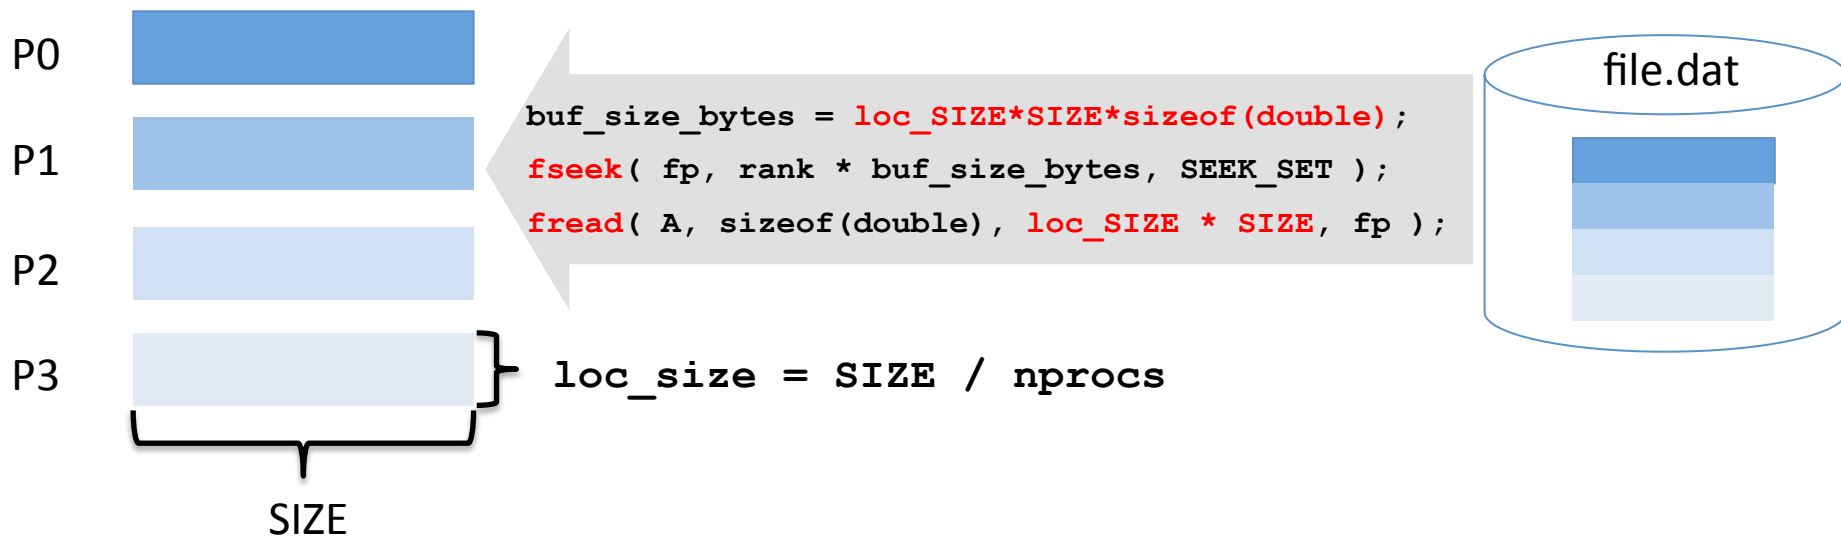 P0
P1
P2
P3
SIZE
buf_size_bytes = loc_SIZE*SIZE*sizeof(double);
fseek( fp, rank * buf_size_bytes, SEEK_SET );
fread( A, sizeof(double), loc_SIZE * SIZE, fp );
loc_size = SIZE / nprocs
file.dat